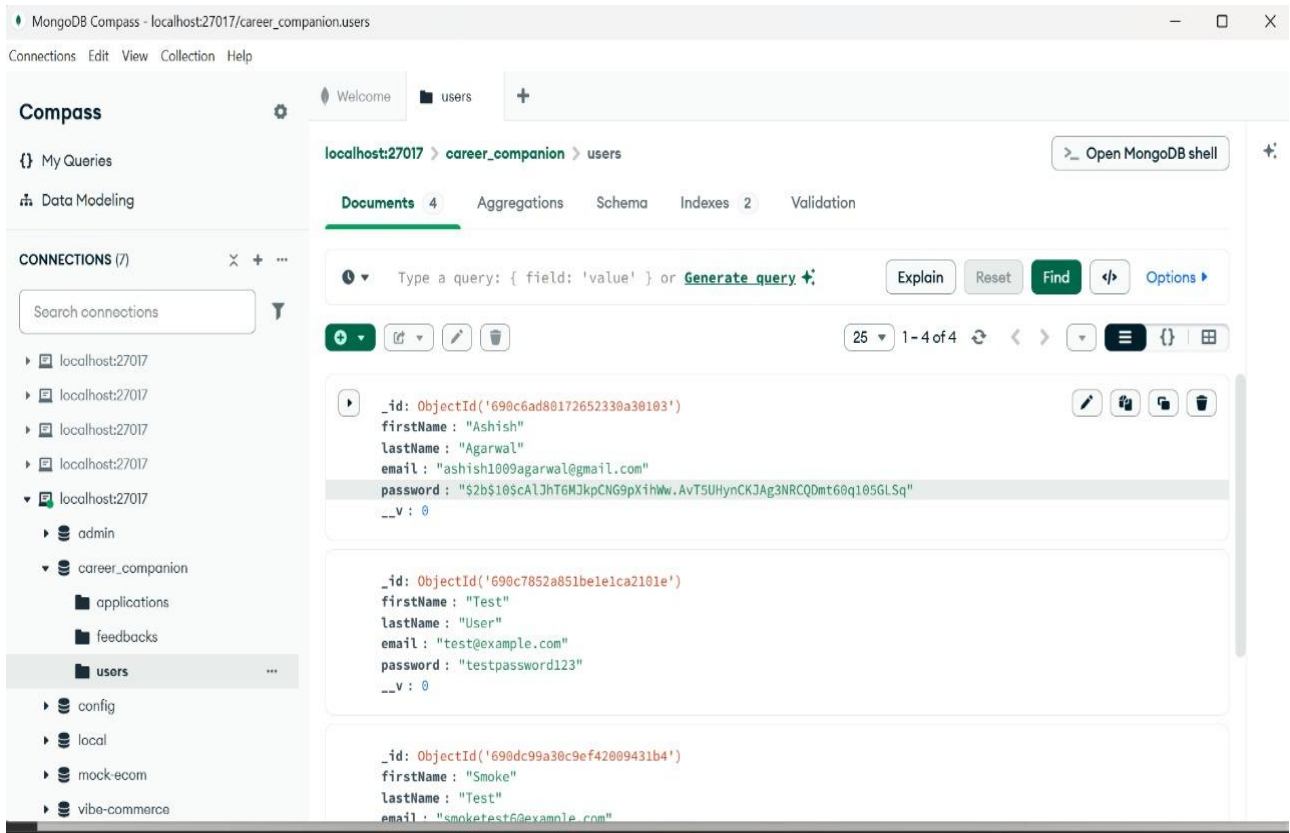 MongoDB Compass - localhost:27017/career_companion.users
Connections Edit View Collection Help
Compass
{} My Queries
Data Modeling
CONNECTIONS (7)
Search connections
localhost:27017
localhost:27017
localhost:27017
localhost:27017
localhost:27017
admin
career_companion
applications
feedbacks
users
config
local
mock-ecom
vibe-commerce
Welcome
users
localhost:27017 > career_companion > users
>_ Open MongoDB shell
Documents 4 Aggregations Schema Indexes 2 Validation
Type a query: { field: 'value' } or Generate query
Explain Reset Find </> Options
25 1 – 4 of 4 {}
_id: ObjectId('690c6ad80172652330a30103')
firstName : "Ashish"
lastName : "Agarwal"
email : "ashish1009agarwal@gmail.com"
password : "$2b$10$cAlJhT6MJkpCNG9pXihWw.AvT5UHynCKJAg3NRCQDmt60q105GLSq"
__v : 0
_id: ObjectId('690c7852a851be1e1ca2101e')
firstName : "Test"
lastName : "User"
email : "test@example.com"
password : "testpassword123"
__v : 0
_id: ObjectId('690dc99a30c9ef42009431b4')
firstName : "Smoke"
lastName : "Test"
email : "smoketest6@example.com"